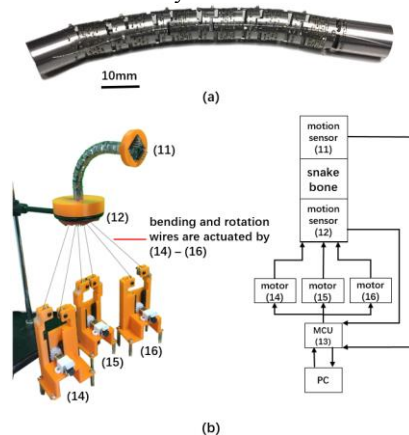 10mm
(a)
(11)
(12)
bending and rotation
wires are actuated by
(14) – (16)
(16)
(15)
(14)
motion
sensor
(11)
snake
bone
motion
sensor
(12)
motor
(14)
motor
(15)
motor
(16)
MCU
(13)
PC
(b)